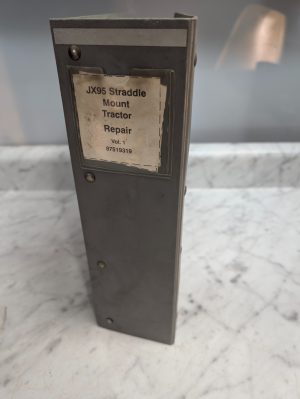 JX95 Straddle
Mount
Tractor
Repair
Vol. 1
87519319